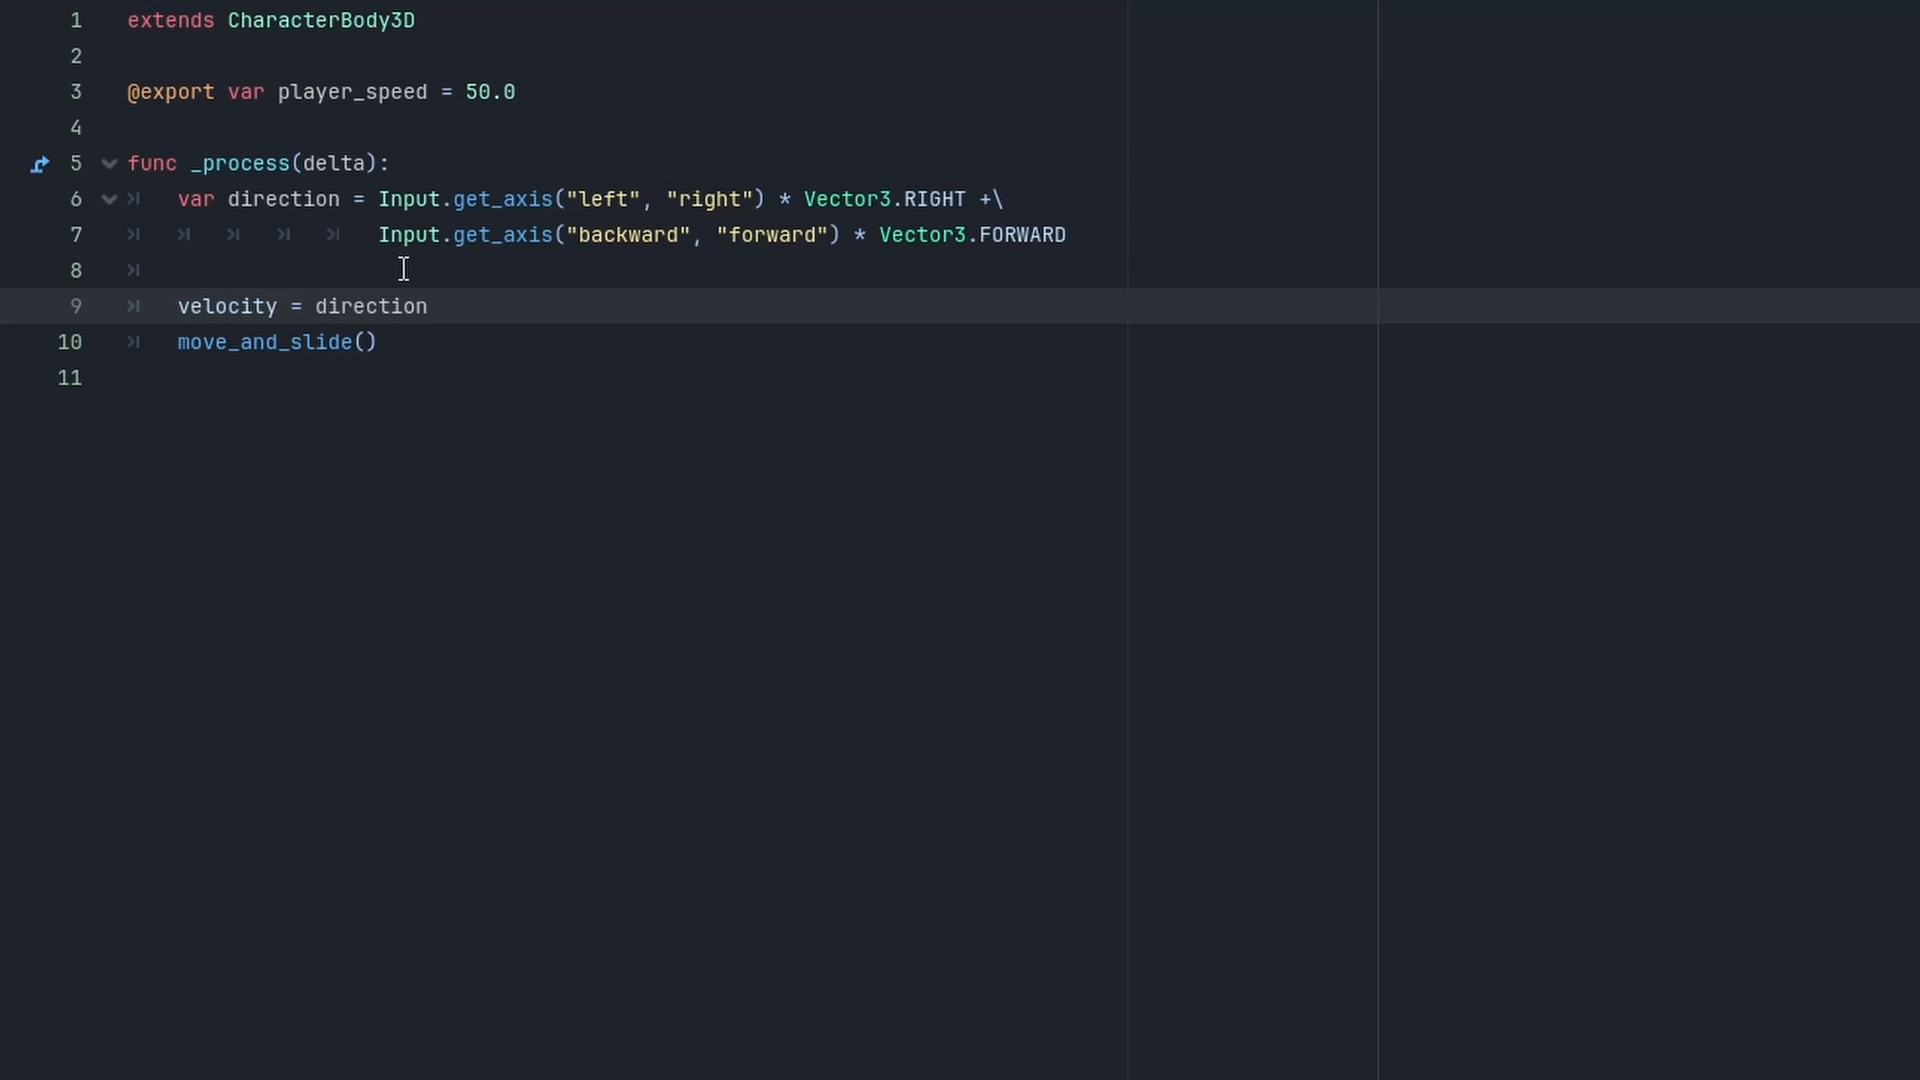 1 extends CharacterBody3D
2
3 @export var player_speed = 50.0
4
5 func _process(delta):
6 var direction = Input.get_axis("left", "right") * Vector3.RIGHT +\
7 Input.get_axis("backward", "forward") * Vector3.FORWARD
8
9 velocity = direction
10 move_and_slide()
11